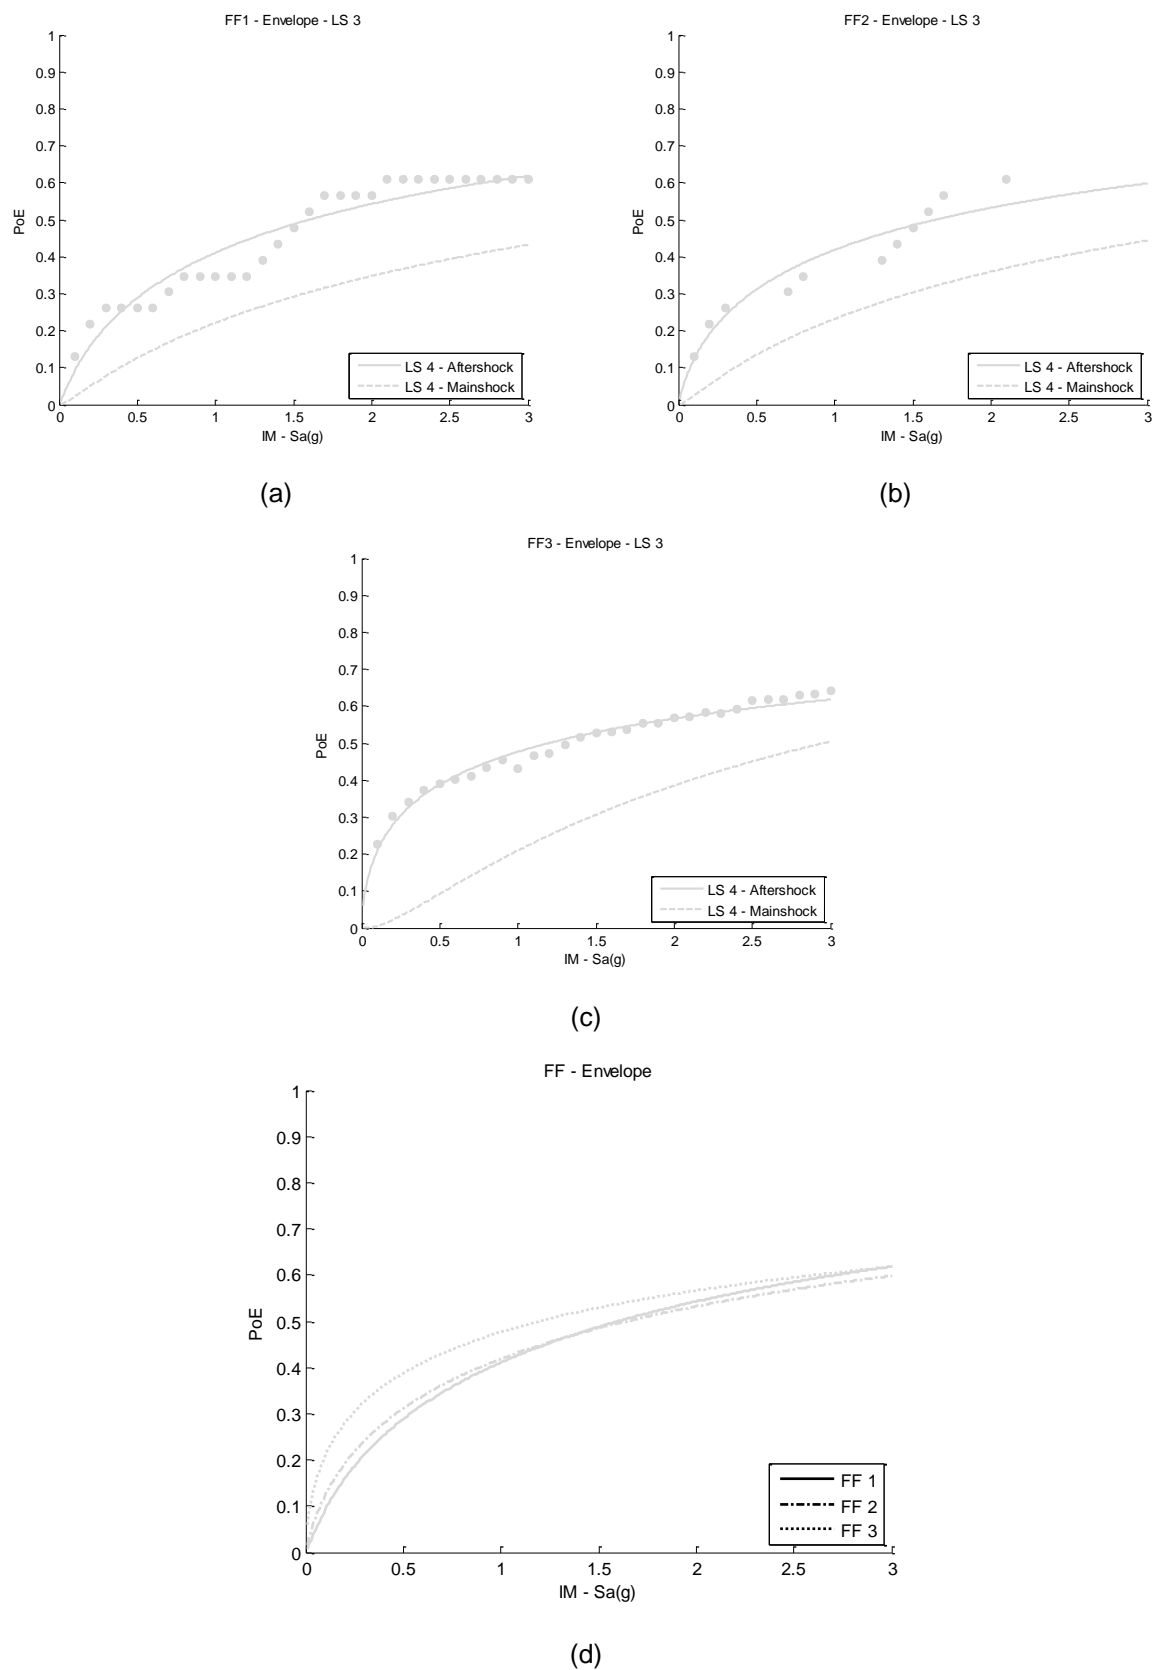 FF1 - Envelope - LS 3
1
0.9
0.8
0.7
0.6
0.5
0.4
0.3
0.2
0.1
0
PoE
0 0.5 1 1.5 2 2.5 3
IM - Sa(g)
LS 4 - Aftershock
LS 4 - Mainshock
(a)
FF2 - Envelope - LS 3
1
0.9
0.8
0.7
0.6
0.5
0.4
0.3
0.2
0.1
0
PoE
0 0.5 1 1.5 2 2.5 3
IM - Sa(g)
LS 4 - Aftershock
LS 4 - Mainshock
(b)
FF3 - Envelope - LS 3
1
0.9
0.8
0.7
0.6
0.5
0.4
0.3
0.2
0.1
0
PoE
0 0.5 1 1.5 2 2.5 3
IM - Sa(g)
LS 4 - Aftershock
LS 4 - Mainshock
(c)
FF - Envelope
1
0.9
0.8
0.7
0.6
0.5
0.4
0.3
0.2
0.1
0
PoE
0 0.5 1 1.5 2 2.5 3
IM - Sa(g)
FF 1
FF 2
FF 3
(d)